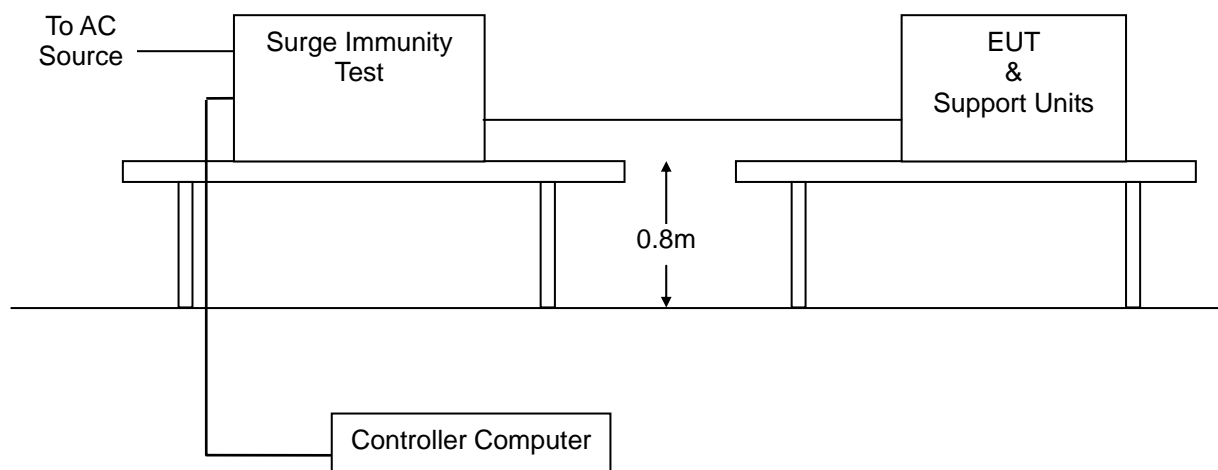 To AC
Source
Surge Immunity
Test
EUT
&
Support Units
0.8m
Controller Computer